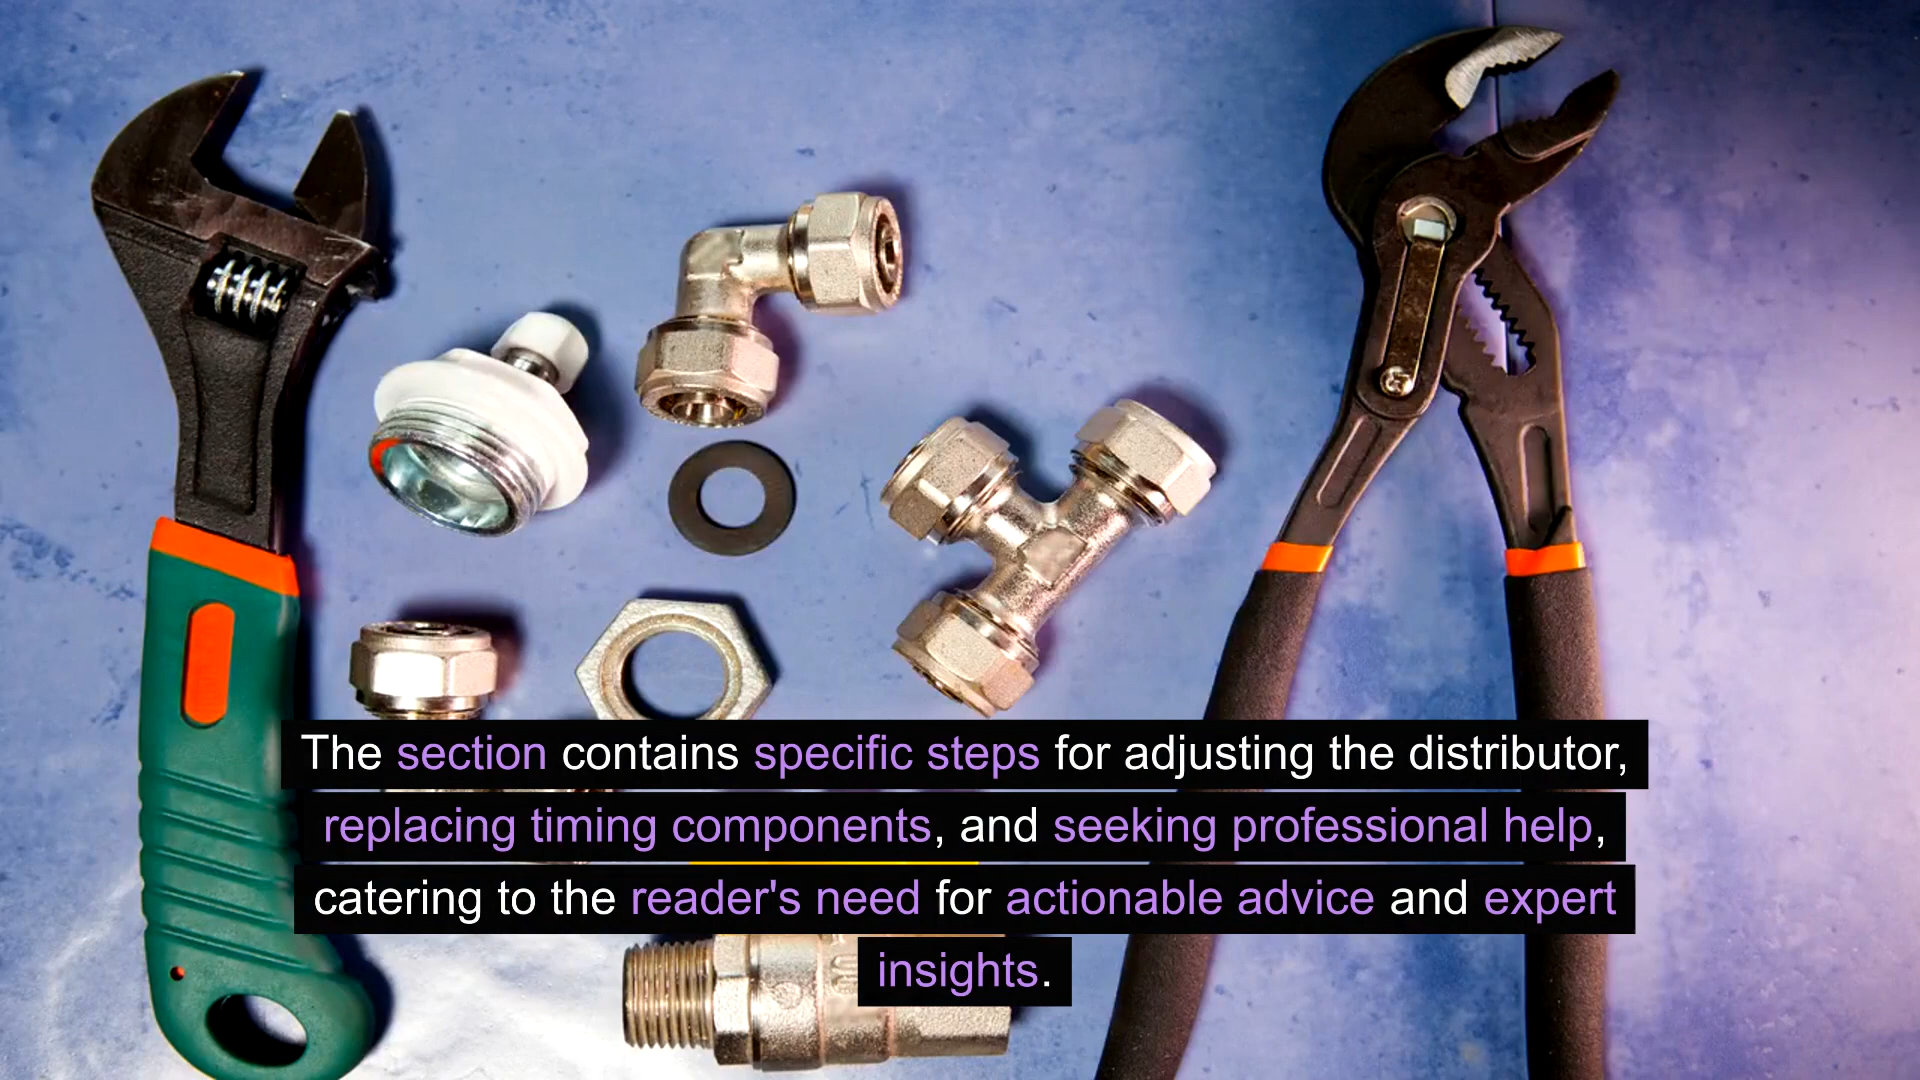 The section contains specific steps for adjusting the distributor,
replacing timing components, and seeking professional help,
catering to the reader's need for actionable advice and expert
insights.